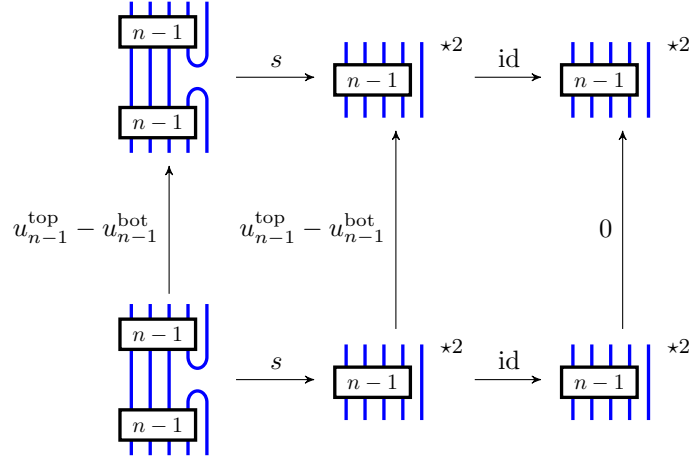 n − 1
n − 1
s
n − 1
⋆2
id
n − 1
⋆2
u_{n−1}^{top} − u_{n−1}^{bot}
u_{n−1}^{top} − u_{n−1}^{bot}
0
n − 1
n − 1
s
n − 1
⋆2
id
n − 1
⋆2